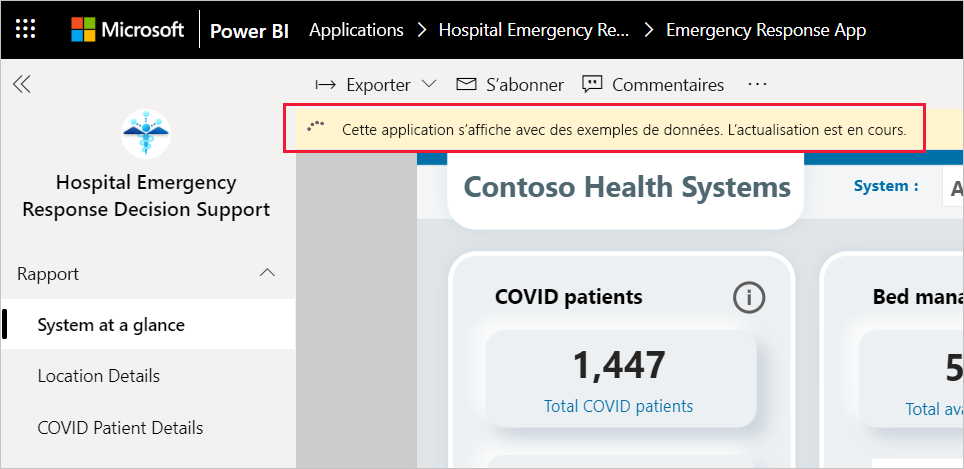 Microsoft Power BI Applications > Hospital Emergency Re... > Emergency Response App
Exporter S'abonner Commentaires ...
Cette application s'affiche avec des exemples de données. L'actualisation est en cours.
Hospital Emergency
Response Decision Support
Rapport
System at a glance
Location Details
COVID Patient Details
Contoso Health Systems
System :
COVID patients
1,447
Total COVID patients
Bed mana
5
Total ava